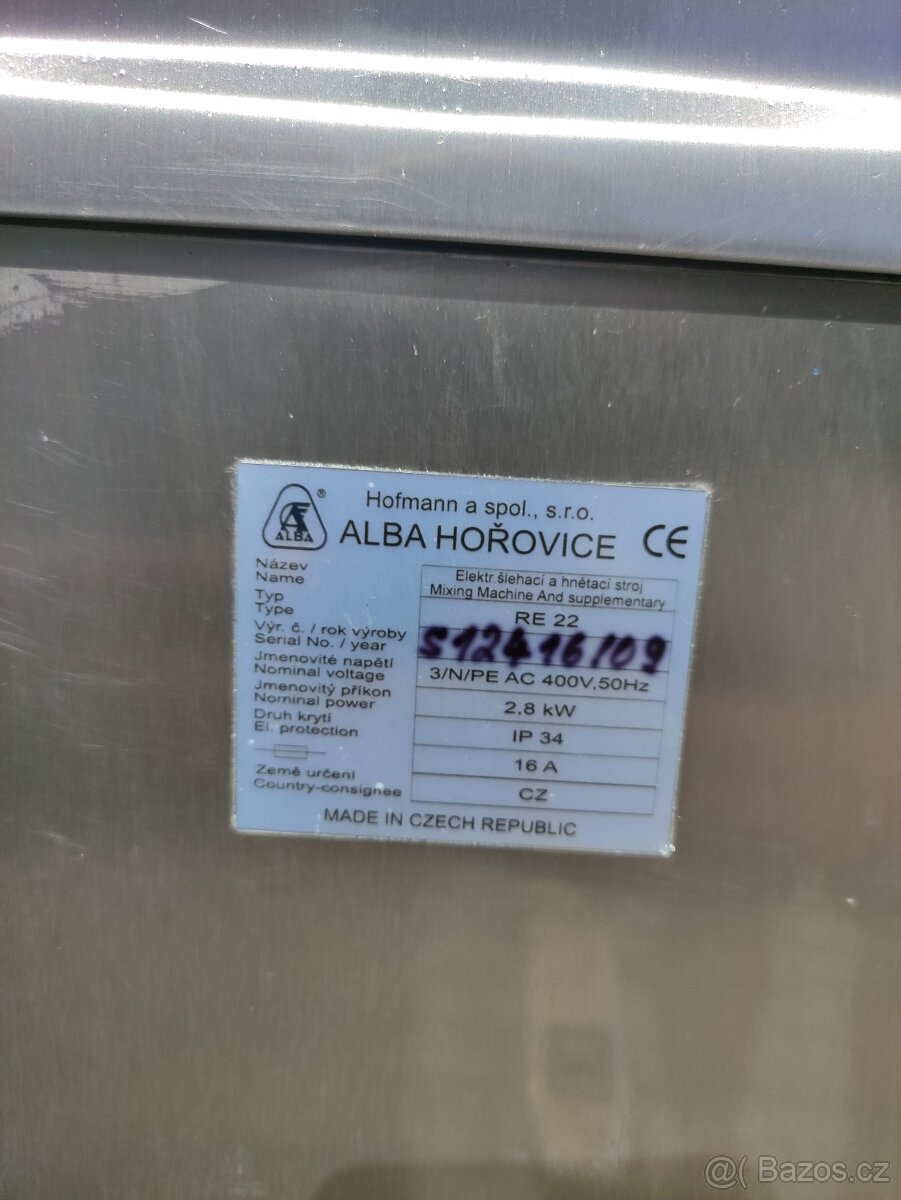 ALBA ®
Hofmann a spol., s.r.o.
ALBA HOŘOVICE CE
Název
Name
Elektr. šlehací a hnětací stroj
Mixing Machine And supplementary
Typ
Type
RE 22
Výr. č. / rok výroby
Serial No. / year
512416/09
Jmenovité napětí
Nominal voltage
3/N/PE AC 400V,50Hz
Jmenovitý příkon
Nominal power
2,8 kW
Druh krytí
El. protection
IP 34
16 A
Země určení
Country-consignee
CZ
MADE IN CZECH REPUBLIC
@( Bazos.cz